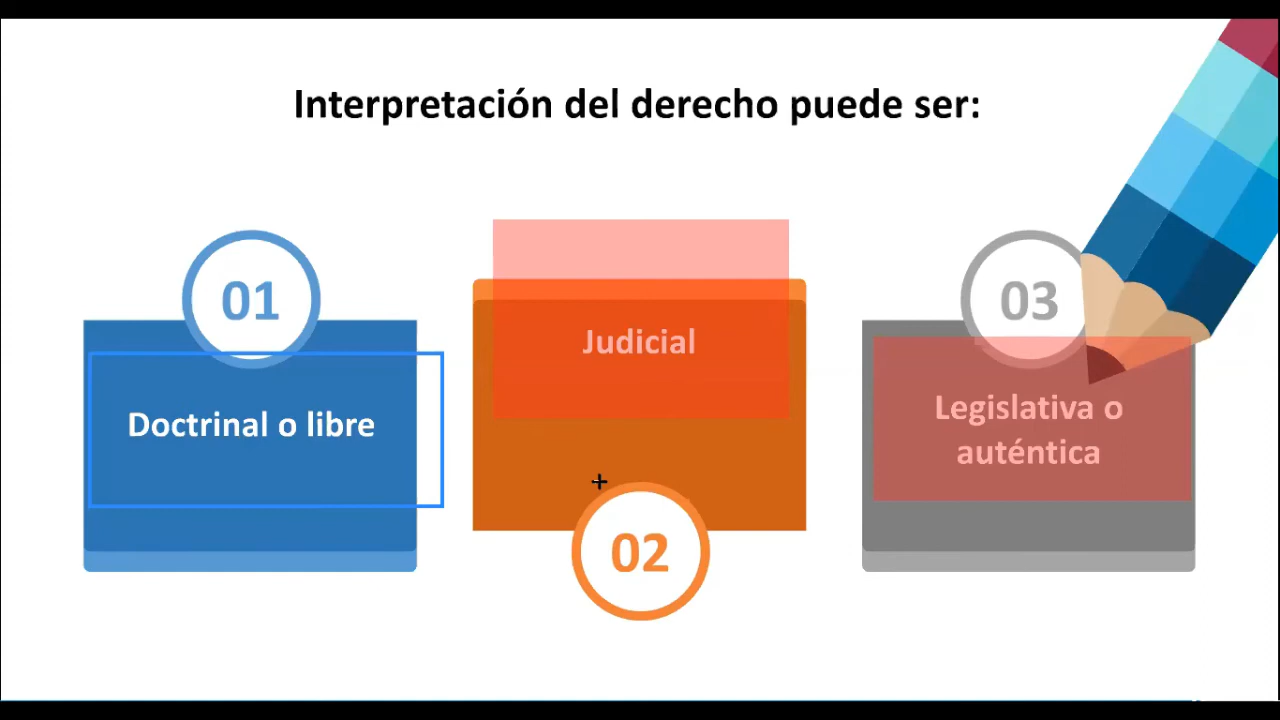 Interpretación del derecho puede ser:
01
Doctrinal o libre
Judicial
02
03
Legislativa o
auténtica